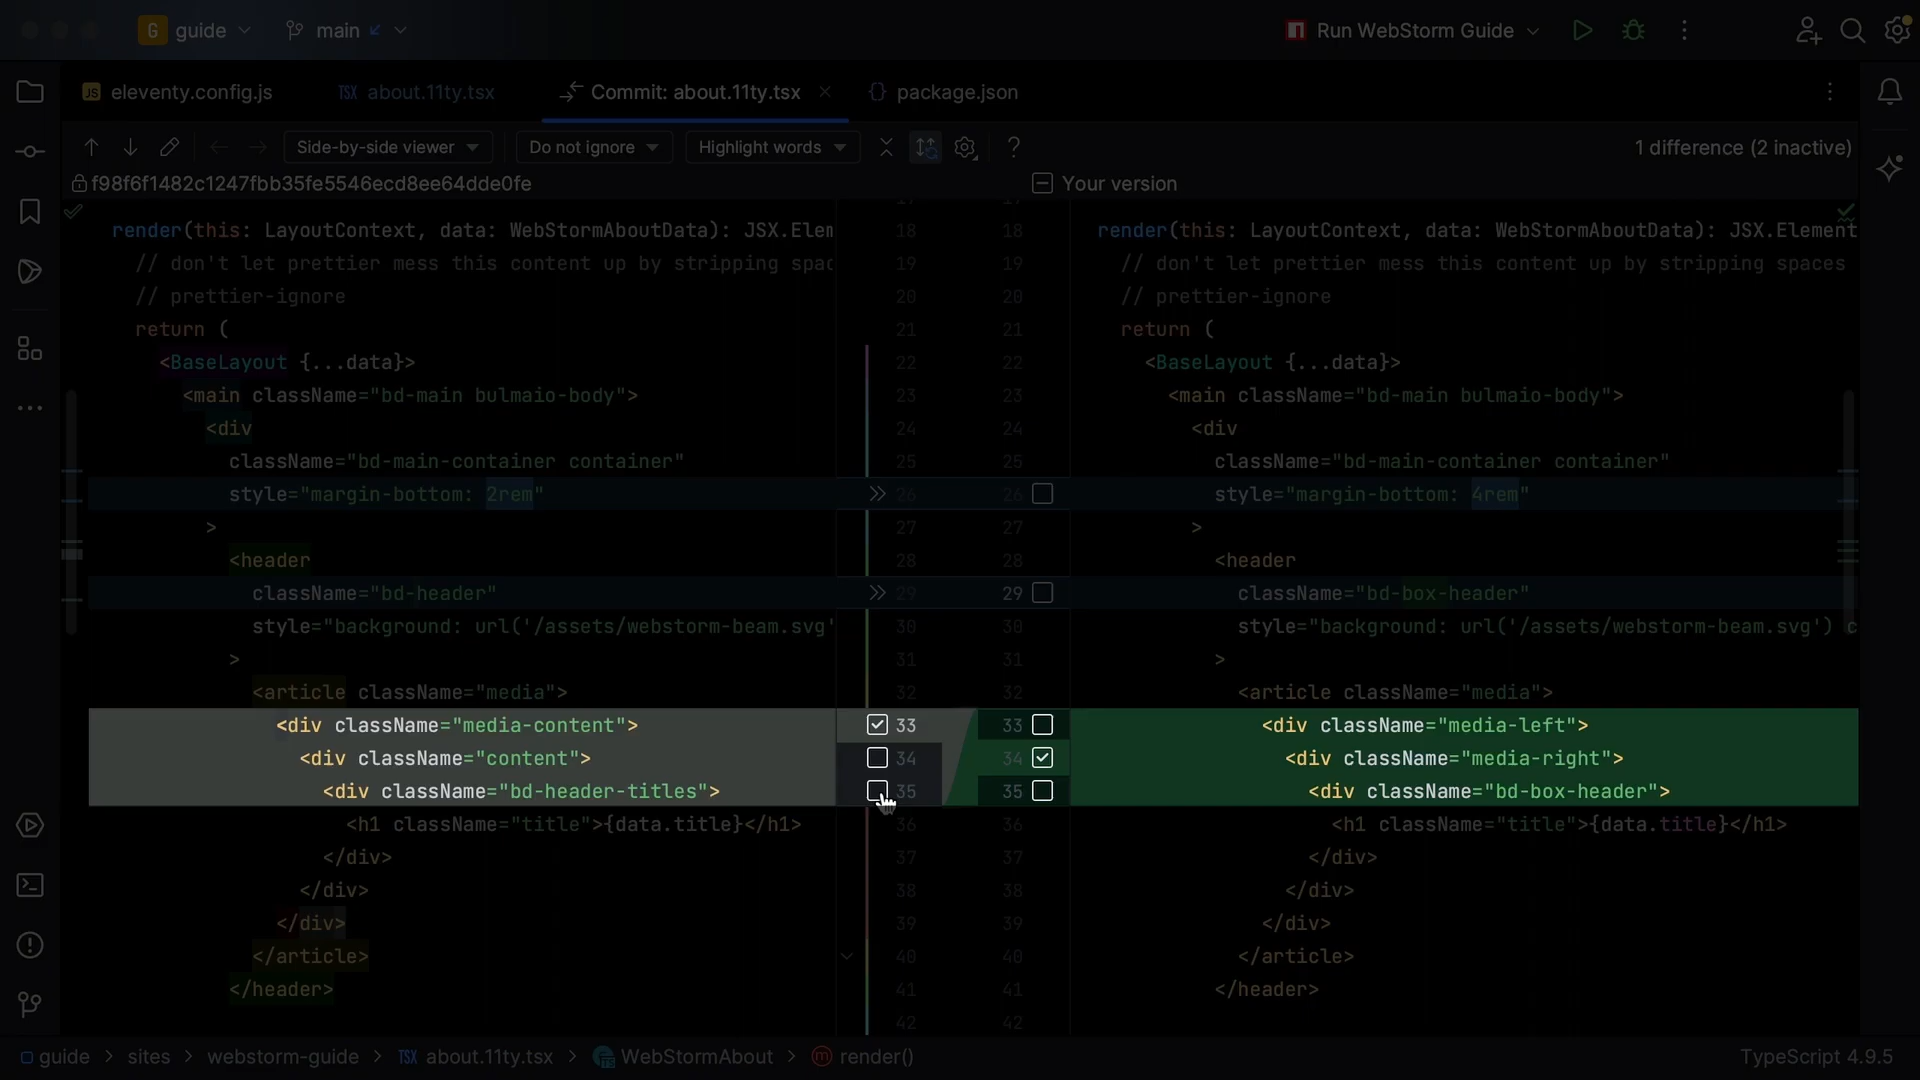 G guide main Run WebStorm Guide
JS eleventy.config.js TSX about.11ty.tsx Commit: about.11ty.tsx {} package.json
Side-by-side viewer Do not ignore Highlight words ? 1 difference (2 inactive)
f98f6f1482c1247fbb35fe5546ecd8ee64dde0fe Your version
render(this: LayoutContext, data: WebStormAboutData): JSX.Elem 18 18 render(this: LayoutContext, data: WebStormAboutData): JSX.Element
// don't let prettier mess this content up by stripping spac 19 19 // don't let prettier mess this content up by stripping spaces
// prettier-ignore 20 20 // prettier-ignore
return ( 21 21 return (
<BaseLayout {...data}> 22 22 <BaseLayout {...data}>
<main className="bd-main bulmaio-body"> 23 23 <main className="bd-main bulmaio-body">
<div 24 24 <div
className="bd-main-container container" 25 25 className="bd-main-container container"
style="margin-bottom: 2rem" 26 26 style="margin-bottom: 4rem"
> 27 27 >
<header 28 28 <header
className="bd-header" 29 29 className="bd-box-header"
style="background: url('/assets/webstorm-beam.svg' 30 30 style="background: url('/assets/webstorm-beam.svg') c
> 31 31 >
<article className="media"> 32 32 <article className="media">
<div className="media-content"> 33 33 <div className="media-left">
<div className="content"> 34 34 <div className="media-right">
<div className="bd-header-titles"> 35 35 <div className="bd-box-header">
<h1 className="title">{data.title}</h1> 36 36 <h1 className="title">{data.title}</h1>
</div> 37 37 </div>
</div> 38 38 </div>
</div> 39 39 </div>
</article> 40 40 </article>
</header> 41 41 </header>
42 42
guide > sites > webstorm-guide > TSX about.11ty.tsx > WebStormAbout > m render() TypeScript 4.9.5